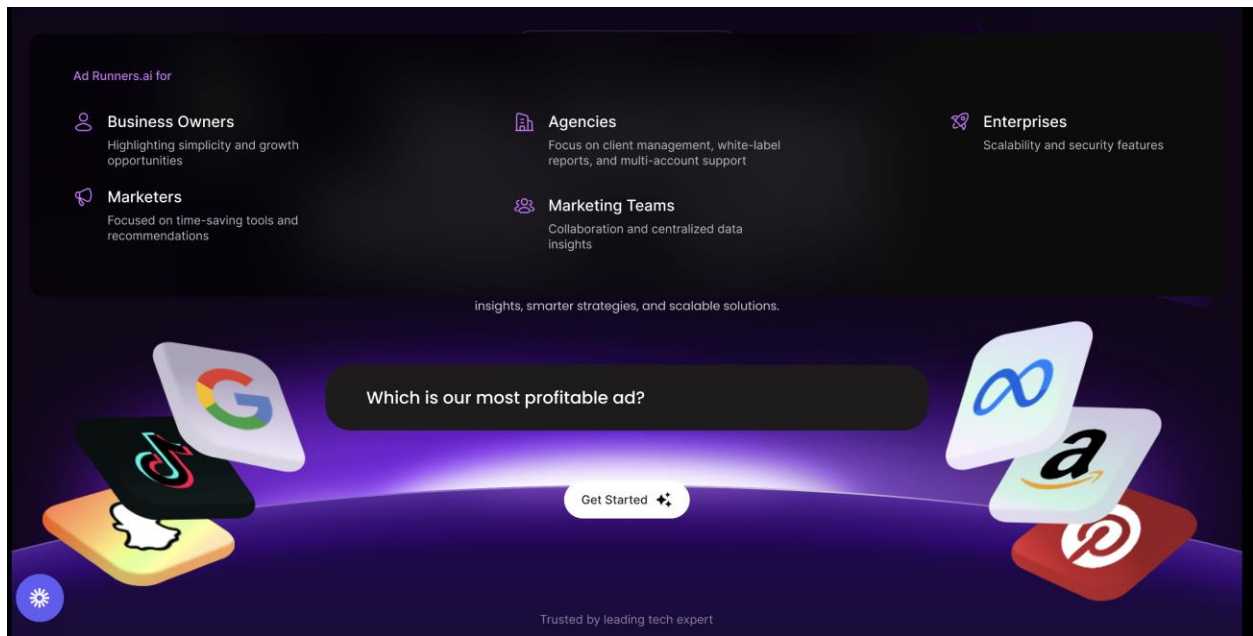 Ad Runners.ai for
Business Owners
Highlighting simplicity and growth
opportunities
Marketers
Focused on time-saving tools and
recommendations
Agencies
Focus on client management, white-label
reports, and multi-account support
Marketing Teams
Collaboration and centralized data
insights
Enterprises
Scalability and security features
insights, smarter strategies, and scalable solutions.
Which is our most profitable ad?
Get Started
Trusted by leading tech expert